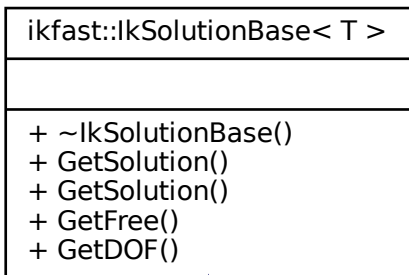 ikfast::IkSolutionBase< T >
+ ~IkSolutionBase()
+ GetSolution()
+ GetSolution()
+ GetFree()
+ GetDOF()